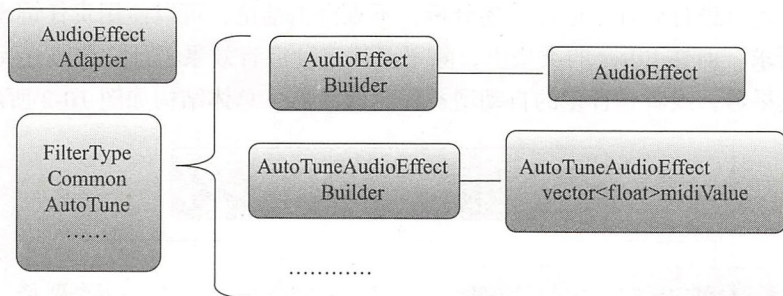 AudioEffect
Adapter
FilterType
Common
AutoTune
……
AudioEffect
Builder
AudioEffect
AutoTuneAudioEffect
Builder
AutoTuneAudioEffect
vector<float>midiValue
…………